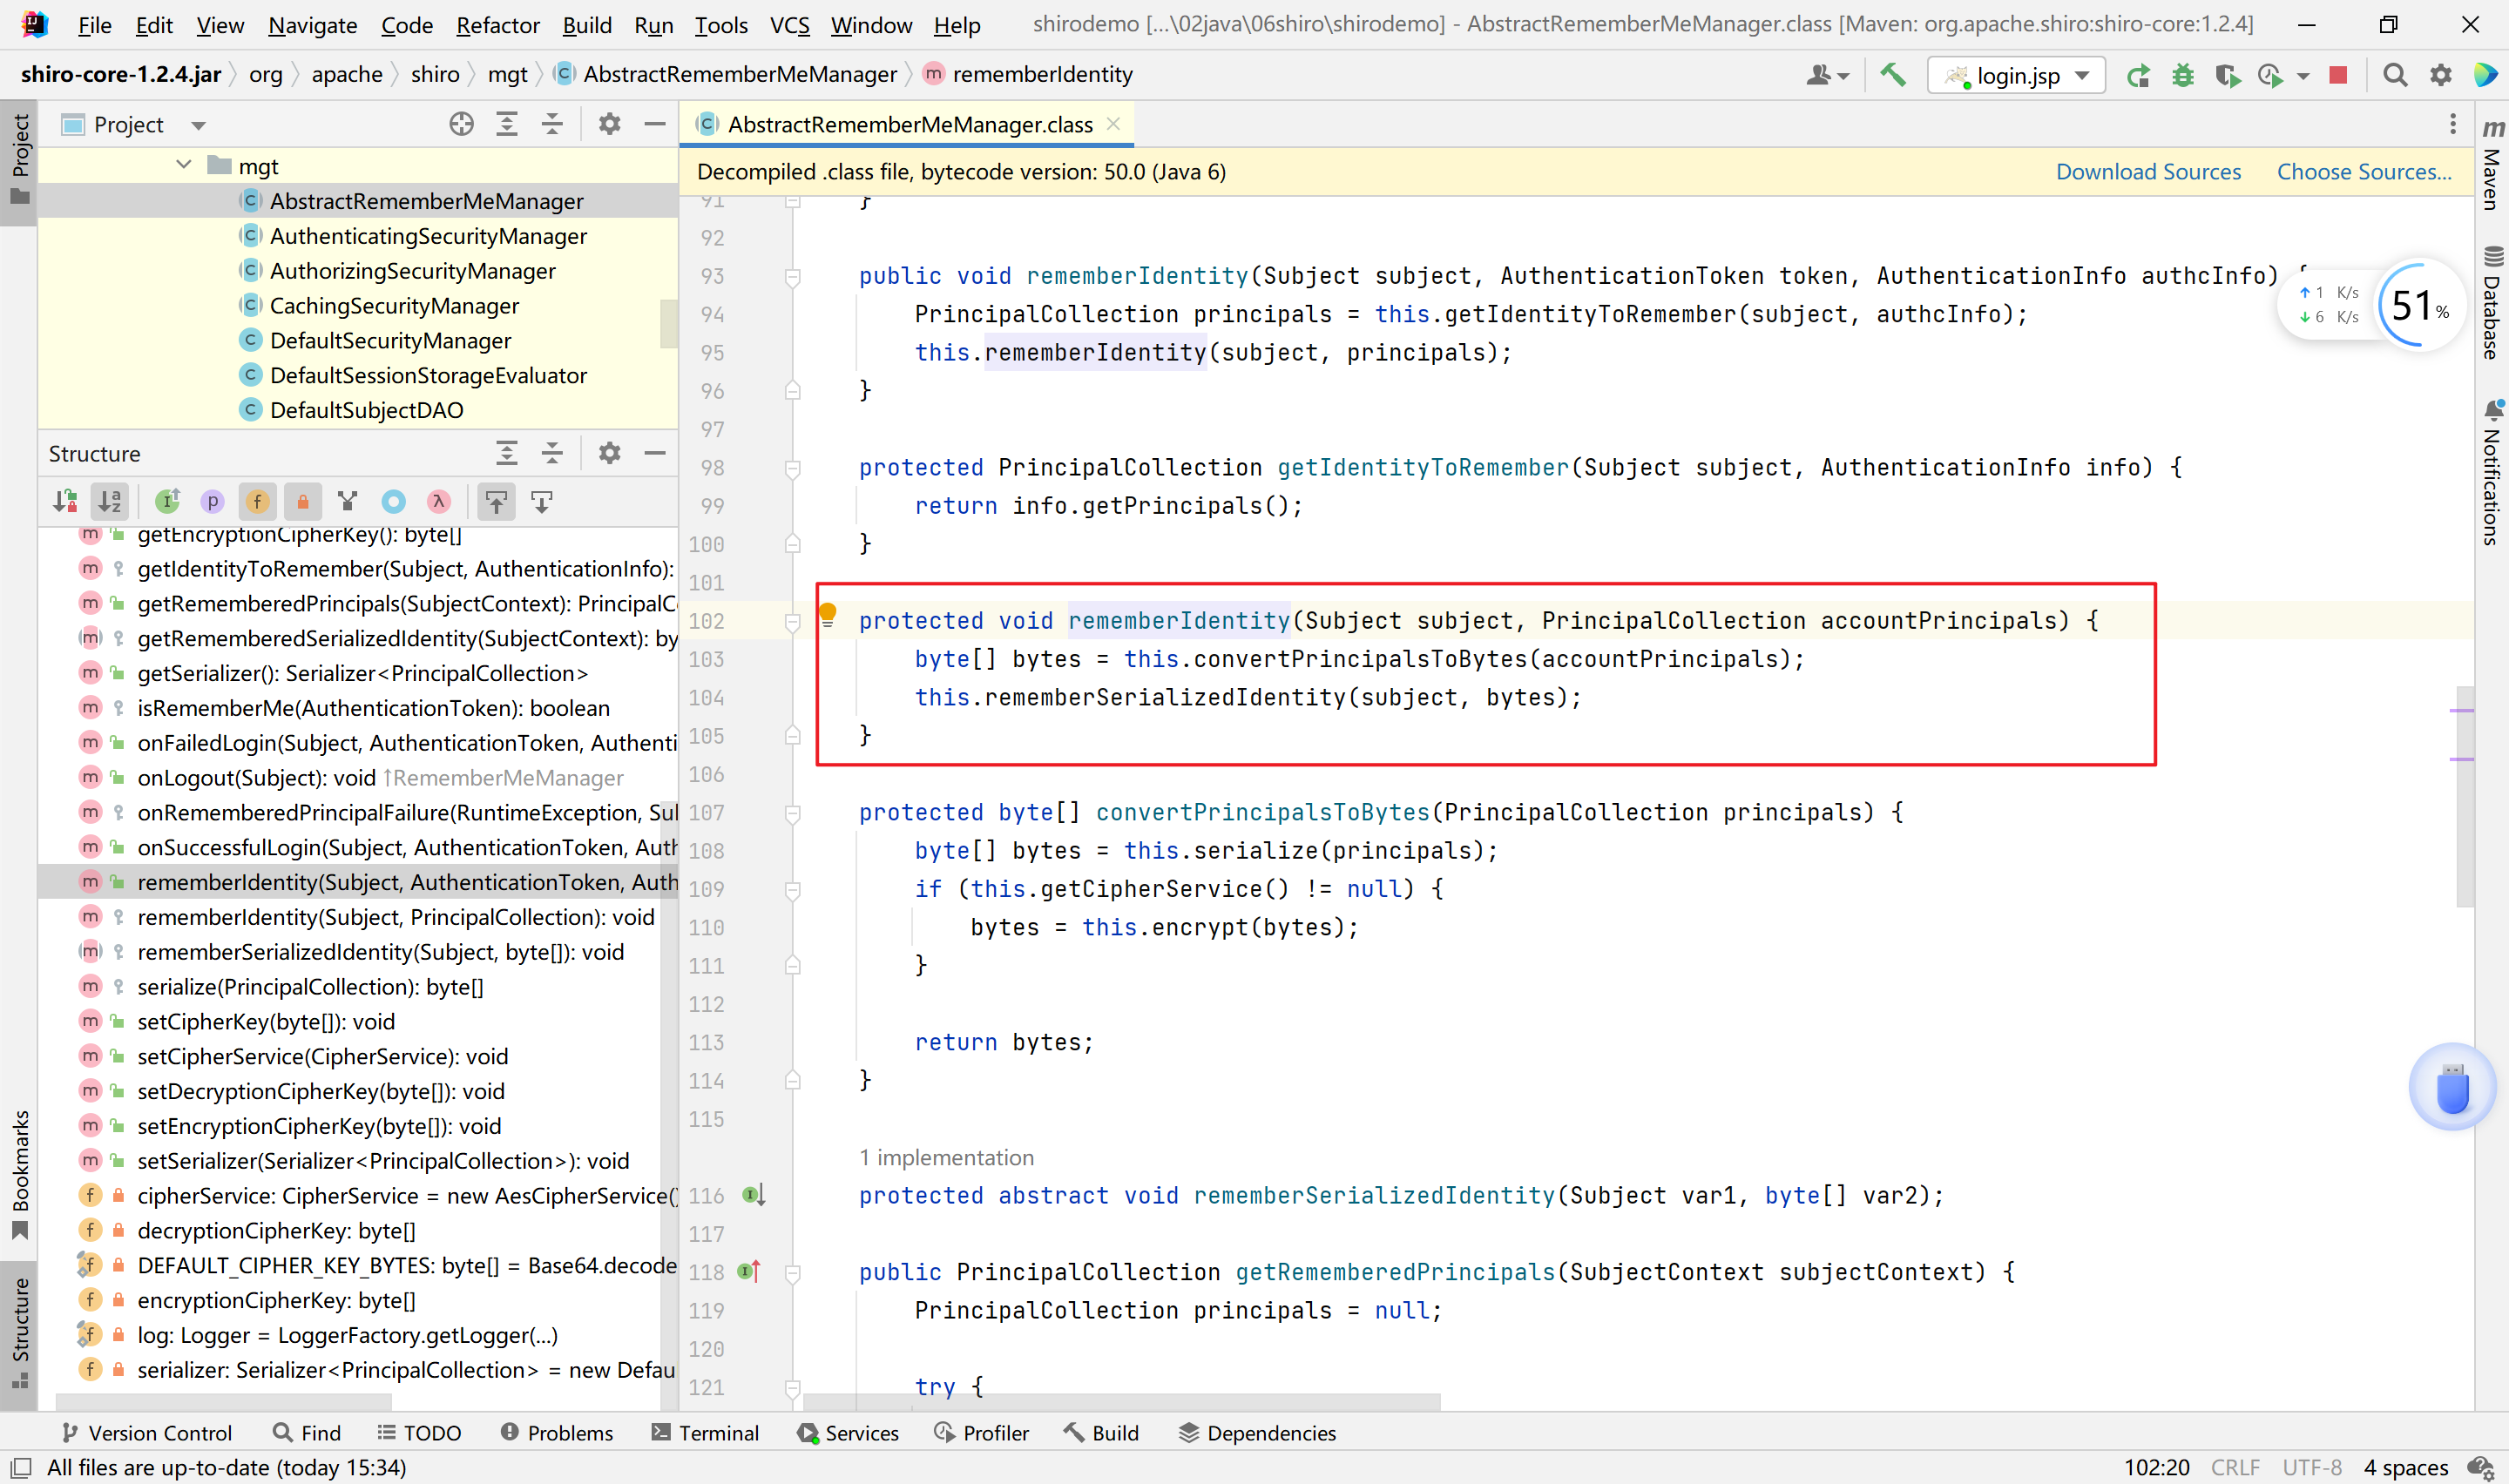 File Edit View Navigate Code Refactor Build Run Tools VCS Window Help shirodemo [...\02java\06shiro\shirodemo] - AbstractRememberMeManager.class [Maven: org.apache.shiro:shiro-core:1.2.4]
shiro-core-1.2.4.jar org apache shiro mgt AbstractRememberMeManager rememberIdentity login.jsp
Project
AbstractRememberMeManager.class
Decompiled .class file, bytecode version: 50.0 (Java 6) Download Sources Choose Sources...
mgt
AbstractRememberMeManager
AuthenticatingSecurityManager
AuthorizingSecurityManager
CachingSecurityManager
DefaultSecurityManager
DefaultSessionStorageEvaluator
DefaultSubjectDAO
Structure
getEncryptionCipherKey(): byte[]
getIdentityToRemember(Subject, AuthenticationInfo):
getRememberedPrincipals(SubjectContext): PrincipalC
getRememberedSerializedIdentity(SubjectContext): by
getSerializer(): Serializer<PrincipalCollection>
isRememberMe(AuthenticationToken): boolean
onFailedLogin(Subject, AuthenticationToken, Authenti
onLogout(Subject): void ↑RememberMeManager
onRememberedPrincipalFailure(RuntimeException, Sul
onSuccessfulLogin(Subject, AuthenticationToken, Auth
rememberIdentity(Subject, AuthenticationToken, Auth
rememberIdentity(Subject, PrincipalCollection): void
rememberSerializedIdentity(Subject, byte[]): void
serialize(PrincipalCollection): byte[]
setCipherKey(byte[]): void
setCipherService(CipherService): void
setDecryptionCipherKey(byte[]): void
setEncryptionCipherKey(byte[]): void
setSerializer(Serializer<PrincipalCollection>): void
cipherService: CipherService = new AesCipherService()
decryptionCipherKey: byte[]
DEFAULT_CIPHER_KEY_BYTES: byte[] = Base64.decode
encryptionCipherKey: byte[]
log: Logger = LoggerFactory.getLogger(...)
serializer: Serializer<PrincipalCollection> = new Defau
91 }
92
93 public void rememberIdentity(Subject subject, AuthenticationToken token, AuthenticationInfo authcInfo) {
94 PrincipalCollection principals = this.getIdentityToRemember(subject, authcInfo);
95 this.rememberIdentity(subject, principals);
96 }
97
98 protected PrincipalCollection getIdentityToRemember(Subject subject, AuthenticationInfo info) {
99 return info.getPrincipals();
100 }
101
102 protected void rememberIdentity(Subject subject, PrincipalCollection accountPrincipals) {
103 byte[] bytes = this.convertPrincipalsToBytes(accountPrincipals);
104 this.rememberSerializedIdentity(subject, bytes);
105 }
106
107 protected byte[] convertPrincipalsToBytes(PrincipalCollection principals) {
108 byte[] bytes = this.serialize(principals);
109 if (this.getCipherService() != null) {
110 bytes = this.encrypt(bytes);
111 }
112
113 return bytes;
114 }
115
1 implementation
116 protected abstract void rememberSerializedIdentity(Subject var1, byte[] var2);
117
118 public PrincipalCollection getRememberedPrincipals(SubjectContext subjectContext) {
119 PrincipalCollection principals = null;
120
121 try {
↑ 1 K/s
↓ 6 K/s
51%
Project
Bookmarks
Structure
m
Maven
Database
Notifications
Version Control Find TODO Problems Terminal Services Profiler Build Dependencies
All files are up-to-date (today 15:34) 102:20 CRLF UTF-8 4 spaces